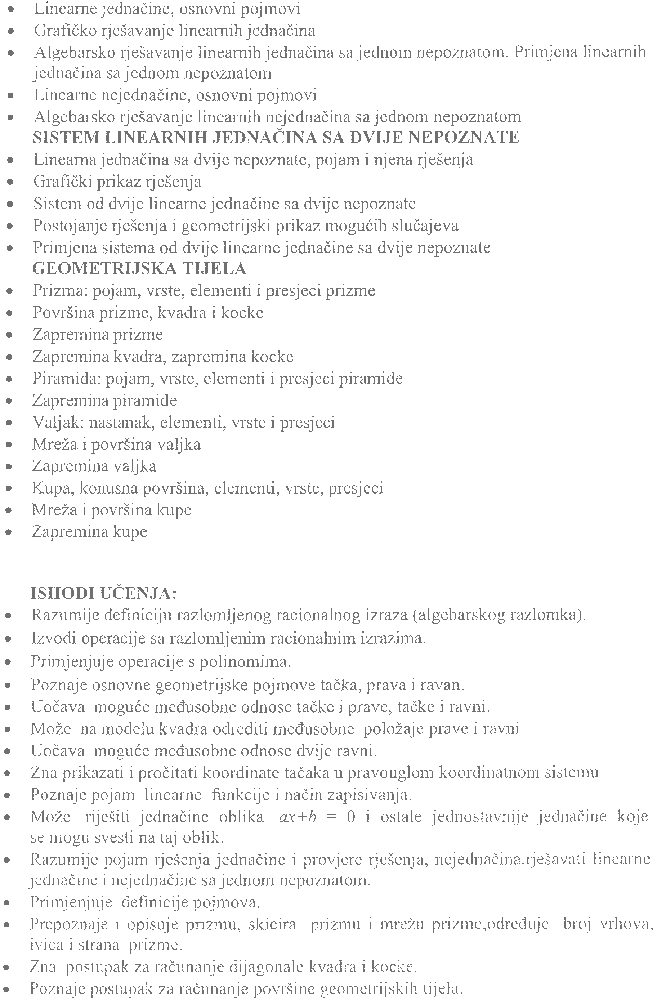 • Linearne jednačine, osnovni pojmovi
• Grafičko rješavanje linearnih jednačina
• Algebarsko rješavanje linearnih jednačina sa jednom nepoznatom. Primjena linearnih
jednačina sa jednom nepoznatom
• Linearne nejednačine, osnovni pojmovi
• Algebarsko rješavanje linearnih nejednačina sa jednom nepoznatom
SISTEM LINEARNIH JEDNAČINA SA DVIJE NEPOZNATE
• Linearna jednačina sa dvije nepoznate, pojam i njena rješenja
• Grafički prikaz rješenja
• Sistem od dvije linearne jednačine sa dvije nepoznate
• Postojanje rješenja i geometrijski prikaz mogućih slučajeva
• Primjena sistema od dvije linearne jednačine sa dvije nepoznate
GEOMETRIJSKA TIJELA
• Prizma: pojam, vrste, elementi i presjeci prizme
• Površina prizme, kvadra i kocke
• Zapremina prizme
• Zapremina kvadra, zapremina kocke
• Piramida: pojam, vrste, elementi i presjeci piramide
• Zapremina piramide
• Valjak: nastanak, elementi, vrste i presjeci
• Mreža i površina valjka
• Zapremina valjka
• Kupa, konusna površina, elementi, vrste, presjeci
• Mreža i površina kupe
• Zapremina kupe
ISHODI UČENJA:
• Razumije definiciju razlomljenog racionalnog izraza (algebarskog razlomka).
• Izvodi operacije sa razlomljenim racionalnim izrazima.
• Primjenjuje operacije s polinomima.
• Poznaje osnovne geometrijske pojmove tačka, prava i ravan.
• Uočava moguće međusobne odnose tačke i prave, tačke i ravni.
• Može na modelu kvadra odrediti međusobne položaje prave i ravni
• Uočava moguće međusobne odnose dvije ravni.
• Zna prikazati i pročitati koordinate tačaka u pravouglom koordinatnom sistemu
• Poznaje pojam linearne funkcije i način zapisivanja.
• Može riješiti jednačine oblika ax+b = 0 i ostale jednostavnije jednačine koje
se mogu svesti na taj oblik.
• Razumije pojam rješenja jednačine i provjere rješenja, nejednačina,rješavati linearne
jednačine i nejednačine sa jednom nepoznatom.
• Primjenjuje definicije pojmova.
• Prepoznaje i opisuje prizmu, skicira prizmu i mrežu prizme,određuje broj vrhova,
ivica i strana prizme.
• Zna postupak za računanje dijagonale kvadra i kocke.
• Poznaje postupak za računanje površine geometrijskih tijela.